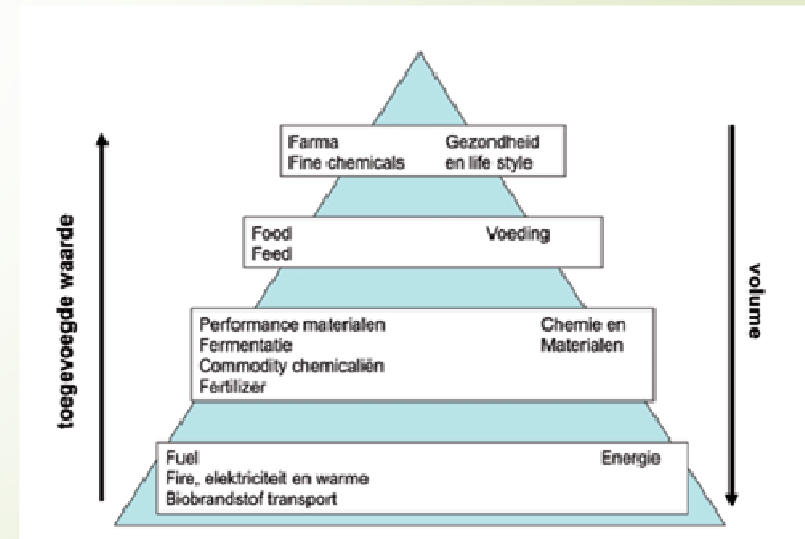 Farma Gezondheid
Fine chemicals en life style
Food Voeding
Feed
Performance materialen Chemie en
Fermentatie Materialen
Commodity chemicaliën
Fertilizer
Fuel Energie
Fire, elektriciteit en warme
Biobrandstof transport
toegevoegde waarde
volume